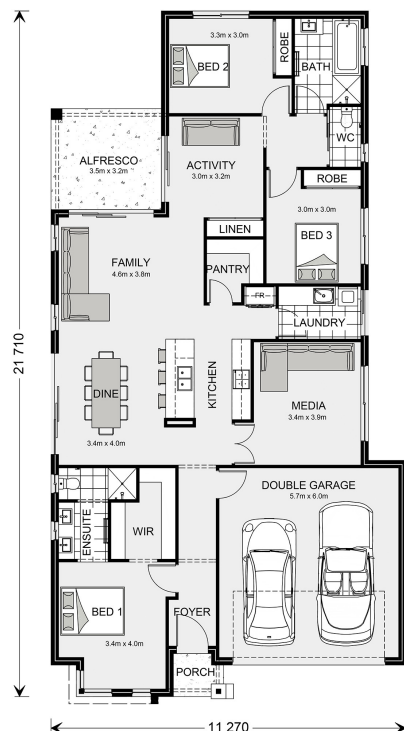 3.3m x 3.0m
BED 2
ROBE
BATH
WC
ALFRESCO
3.5m x 3.2m
ACTIVITY
3.0m x 3.2m
ROBE
3.0m x 3.0m
BED 3
LINEN
PANTRY
FAMILY
4.6m x 3.8m
FR
LAUNDRY
21 710
KITCHEN
DINE
3.4m x 4.0m
MEDIA
3.4m x 3.9m
DOUBLE GARAGE
5.7m x 6.0m
ENSUITE
WIR
BED 1
3.4m x 4.0m
FOYER
PORCH
11 270